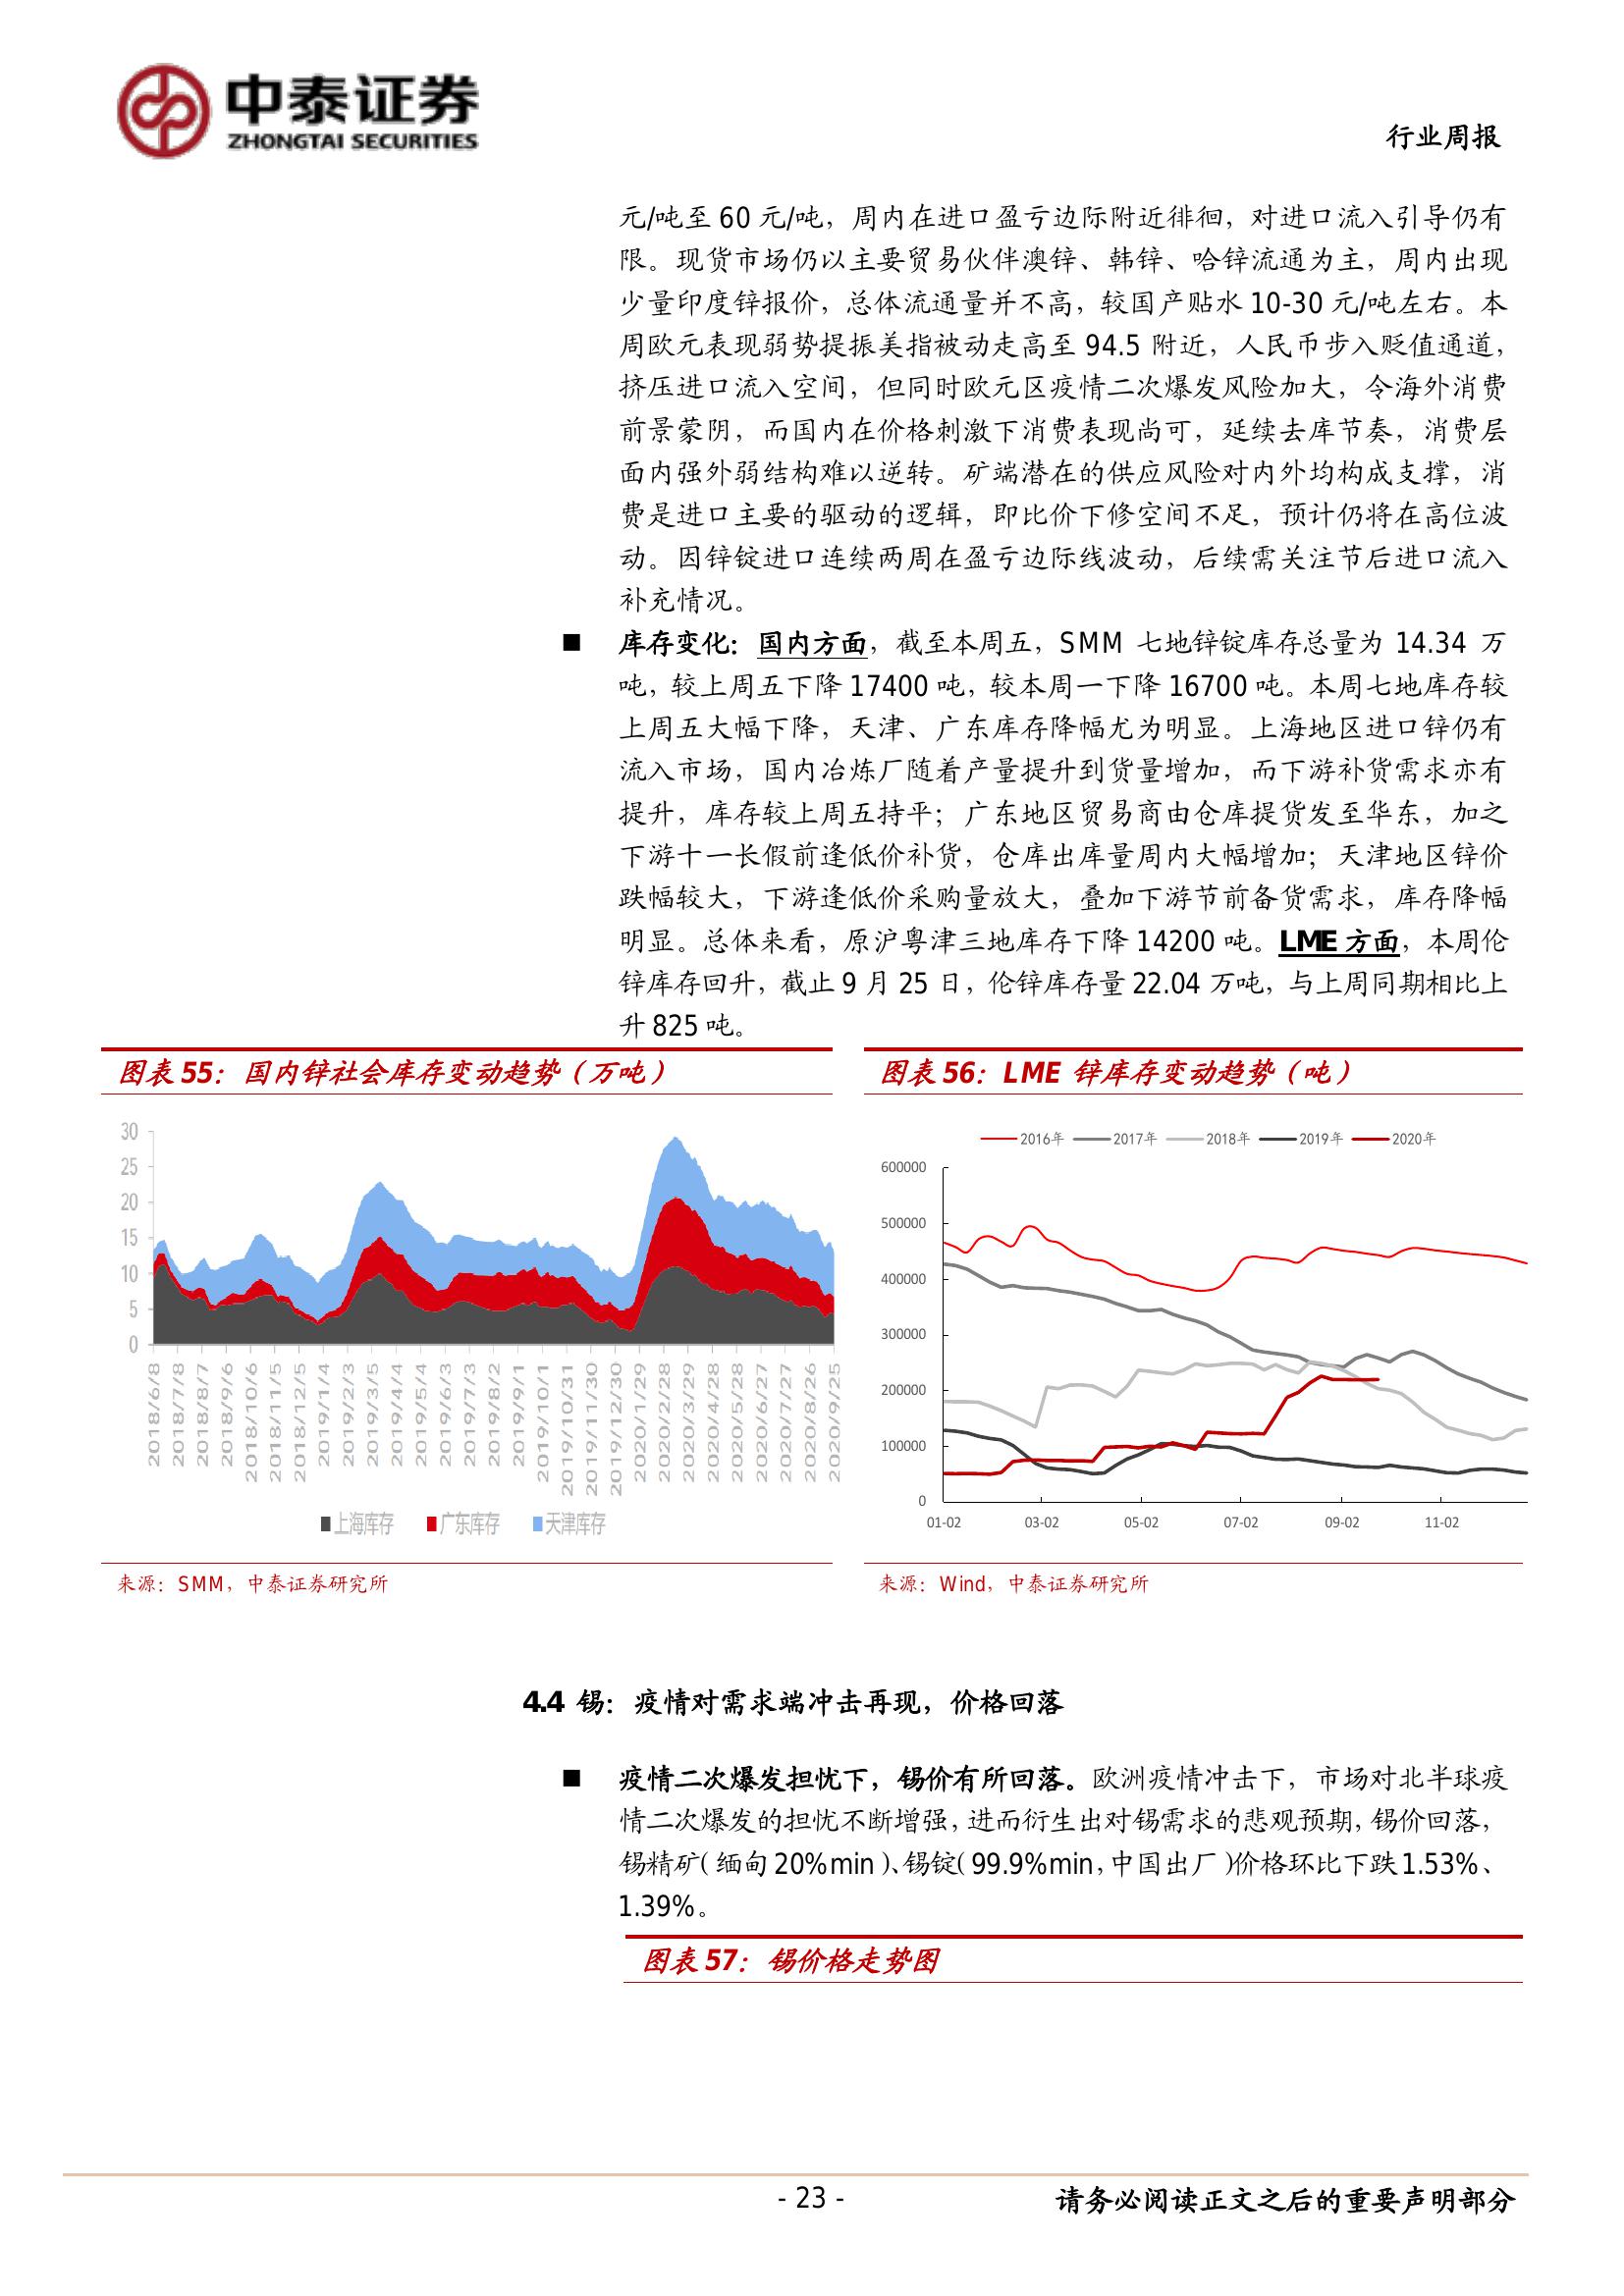 中泰证券
ZHONGTAI SECURITIES
行业周报
元/吨至 60 元/吨，周内在进口盈亏边际附近徘徊，对进口流入引导仍有
限。现货市场仍以主要贸易伙伴澳锌、韩锌、哈锌流通为主，周内出现
少量印度锌报价，总体流通量并不高，较国产贴水 10-30 元/吨左右。本
周欧元表现弱势提振美指被动走高至 94.5 附近，人民币步入贬值通道，
挤压进口流入空间，但同时欧元区疫情二次爆发风险加大，令海外消费
前景蒙阴，而国内在价格刺激下消费表现尚可，延续去库节奏，消费层
面内强外弱结构难以逆转。矿端潜在的供应风险对内外均构成支撑，消
费是进口主要的驱动的逻辑，即比价下修空间不足，预计仍将在高位波
动。因锌锭进口连续两周在盈亏边际线波动，后续需关注节后进口流入
补充情况。
■ 库存变化：国内方面，截至本周五，SMM 七地锌锭库存总量为 14.34 万
吨，较上周五下降 17400 吨，较本周一下降 16700 吨。本周七地库存较
上周五大幅下降，天津、广东库存降幅尤为明显。上海地区进口锌仍有
流入市场，国内冶炼厂随着产量提升到货量增加，而下游补货需求亦有
提升，库存较上周五持平；广东地区贸易商由仓库提货发至华东，加之
下游十一长假前逢低价补货，仓库出库量周内大幅增加；天津地区锌价
跌幅较大，下游逢低价采购量放大，叠加下游节前备货需求，库存降幅
明显。总体来看，原沪粤津三地库存下降 14200 吨。LME 方面，本周伦
锌库存回升，截止 9 月 25 日，伦锌库存量 22.04 万吨，与上周同期相比上
升 825 吨。
图表 55：国内锌社会库存变动趋势（万吨）
30
25
20
15
10
5
0
2018/6/8
2018/7/8
2018/8/7
2018/9/6
2018/10/6
2018/11/5
2018/12/5
2019/1/4
2019/2/3
2019/3/5
2019/4/4
2019/5/4
2019/6/3
2019/7/3
2019/8/2
2019/9/1
2019/10/1
2019/10/31
2019/11/30
2019/12/30
2020/1/29
2020/2/28
2020/3/29
2020/4/28
2020/5/28
2020/6/27
2020/7/27
2020/8/26
2020/9/25
上海库存 广东库存 天津库存
来源：SMM，中泰证券研究所
图表 56：LME 锌库存变动趋势（吨）
2016年 2017年 2018年 2019年 2020年
600000
500000
400000
300000
200000
100000
0
01-02 03-02 05-02 07-02 09-02 11-02
来源：Wind，中泰证券研究所
4.4 锡：疫情对需求端冲击再现，价格回落
■ 疫情二次爆发担忧下，锡价有所回落。欧洲疫情冲击下，市场对北半球疫
情二次爆发的担忧不断增强，进而衍生出对锡需求的悲观预期，锡价回落，
锡精矿（缅甸 20%min）、锡锭（99.9%min，中国出厂）价格环比下跌 1.53%、
1.39%。
图表 57：锡价格走势图
- 23 -
请务必阅读正文之后的重要声明部分